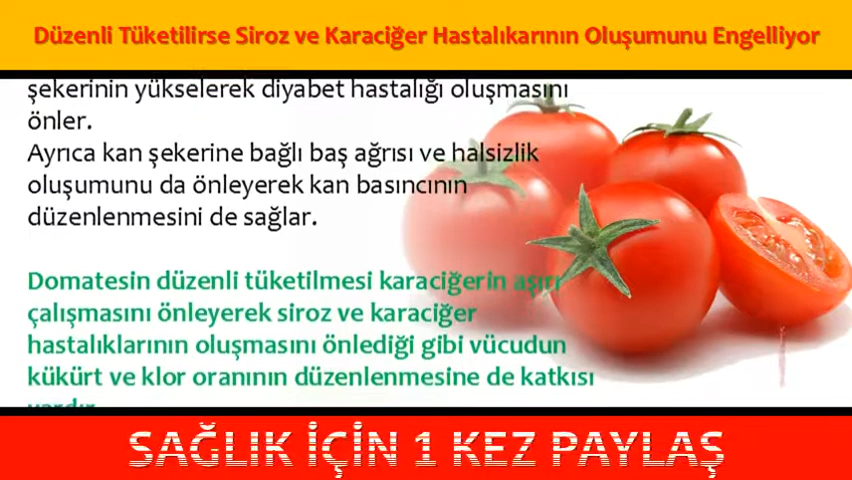 Düzenli Tüketilirse Siroz ve Karaciğer Hastalıkarının Oluşumunu Engelliyor
şekerinin yükselerek diyabet hastalığı oluşmasını
önler.
Ayrıca kan şekerine bağlı baş ağrısı ve halsizlik
oluşumunu da önleyerek kan basıncının
düzenlenmesini de sağlar.
Domatesin düzenli tüketilmesi karaciğerin aşırı
çalışmasını önleyerek siroz ve karaciğer
hastalıklarının oluşmasını önlediği gibi vücudun
kükürt ve klor oranının düzenlenmesine de katkısı
SAĞLIK İÇİN 1 KEZ PAYLAŞ